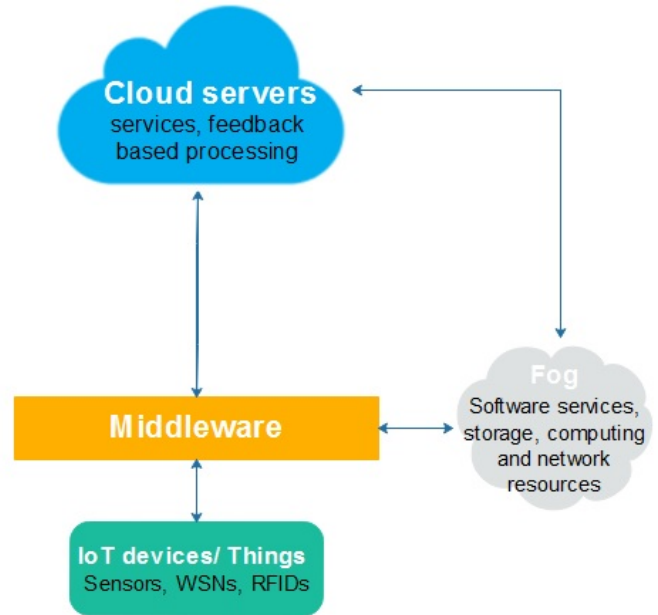 Cloud servers
services, feedback
based processing
Fog
Software services,
storage, computing
and network
resources
Middleware
IoT devices/ Things
Sensors, WSNs, RFIDs